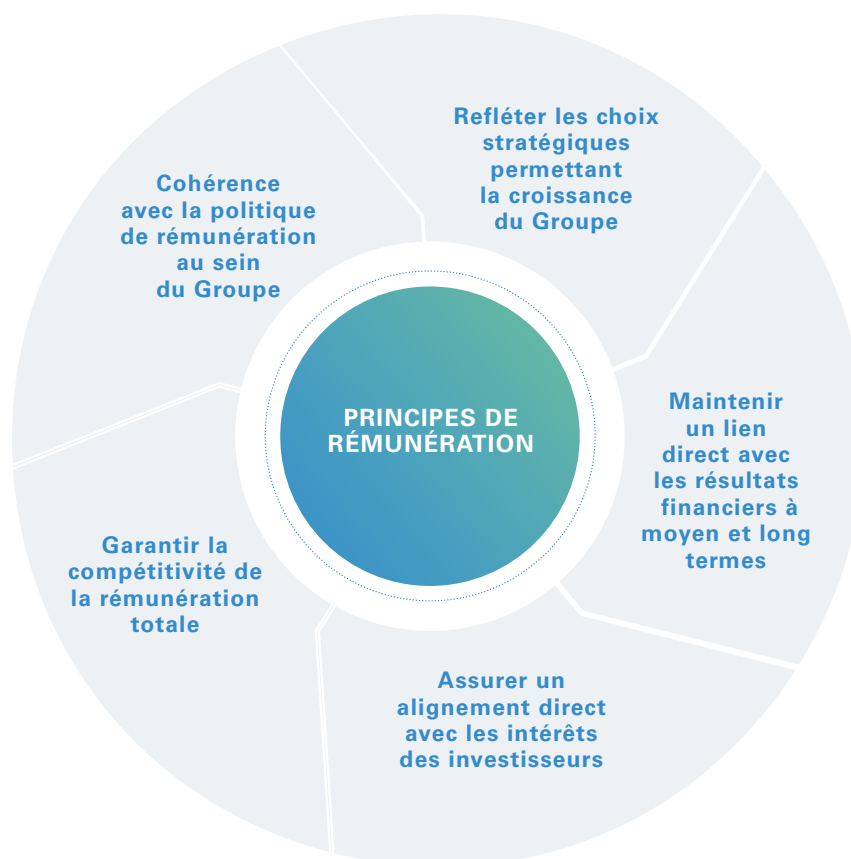 PRINCIPES DE
RÉMUNÉRATION
Refléter les choix
stratégiques
permettant
la croissance
du Groupe
Maintenir
un lien
direct avec
les résultats
financiers à
moyen et long
termes
Assurer un
alignement direct
avec les intérêts
des investisseurs
Garantir la
compétitivité de
la rémunération
totale
Cohérence
avec la politique
de rémunération
au sein
du Groupe